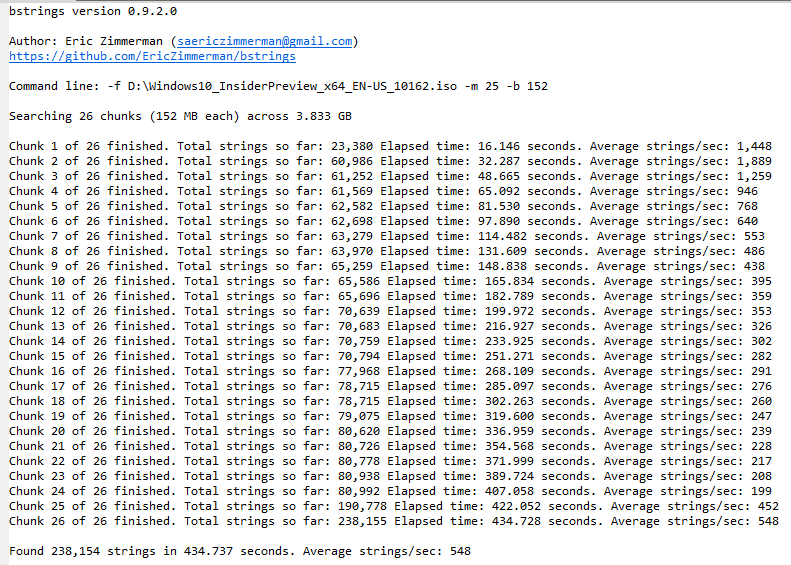 bstrings version 0.9.2.0
Author: Eric Zimmerman (saericzimmerman@gmail.com)
https://github.com/EricZimmerman/bstrings
Command line: -f D:\Windows10_InsiderPreview_x64_EN-US_10162.iso -m 25 -b 152
Searching 26 chunks (152 MB each) across 3.833 GB
Chunk 1 of 26 finished. Total strings so far: 23,380 Elapsed time: 16.146 seconds. Average strings/sec: 1,448
Chunk 2 of 26 finished. Total strings so far: 60,986 Elapsed time: 32.287 seconds. Average strings/sec: 1,889
Chunk 3 of 26 finished. Total strings so far: 61,252 Elapsed time: 48.665 seconds. Average strings/sec: 1,259
Chunk 4 of 26 finished. Total strings so far: 61,569 Elapsed time: 65.092 seconds. Average strings/sec: 946
Chunk 5 of 26 finished. Total strings so far: 62,582 Elapsed time: 81.530 seconds. Average strings/sec: 768
Chunk 6 of 26 finished. Total strings so far: 62,698 Elapsed time: 97.890 seconds. Average strings/sec: 640
Chunk 7 of 26 finished. Total strings so far: 63,279 Elapsed time: 114.482 seconds. Average strings/sec: 553
Chunk 8 of 26 finished. Total strings so far: 63,970 Elapsed time: 131.609 seconds. Average strings/sec: 486
Chunk 9 of 26 finished. Total strings so far: 65,259 Elapsed time: 148.838 seconds. Average strings/sec: 438
Chunk 10 of 26 finished. Total strings so far: 65,586 Elapsed time: 165.834 seconds. Average strings/sec: 395
Chunk 11 of 26 finished. Total strings so far: 65,696 Elapsed time: 182.789 seconds. Average strings/sec: 359
Chunk 12 of 26 finished. Total strings so far: 70,639 Elapsed time: 199.972 seconds. Average strings/sec: 353
Chunk 13 of 26 finished. Total strings so far: 70,683 Elapsed time: 216.927 seconds. Average strings/sec: 326
Chunk 14 of 26 finished. Total strings so far: 70,759 Elapsed time: 233.925 seconds. Average strings/sec: 302
Chunk 15 of 26 finished. Total strings so far: 70,794 Elapsed time: 251.271 seconds. Average strings/sec: 282
Chunk 16 of 26 finished. Total strings so far: 77,968 Elapsed time: 268.109 seconds. Average strings/sec: 291
Chunk 17 of 26 finished. Total strings so far: 78,715 Elapsed time: 285.097 seconds. Average strings/sec: 276
Chunk 18 of 26 finished. Total strings so far: 78,715 Elapsed time: 302.263 seconds. Average strings/sec: 260
Chunk 19 of 26 finished. Total strings so far: 79,075 Elapsed time: 319.600 seconds. Average strings/sec: 247
Chunk 20 of 26 finished. Total strings so far: 80,620 Elapsed time: 336.959 seconds. Average strings/sec: 239
Chunk 21 of 26 finished. Total strings so far: 80,726 Elapsed time: 354.568 seconds. Average strings/sec: 228
Chunk 22 of 26 finished. Total strings so far: 80,778 Elapsed time: 371.999 seconds. Average strings/sec: 217
Chunk 23 of 26 finished. Total strings so far: 80,938 Elapsed time: 389.724 seconds. Average strings/sec: 208
Chunk 24 of 26 finished. Total strings so far: 80,992 Elapsed time: 407.058 seconds. Average strings/sec: 199
Chunk 25 of 26 finished. Total strings so far: 190,778 Elapsed time: 422.052 seconds. Average strings/sec: 452
Chunk 26 of 26 finished. Total strings so far: 238,155 Elapsed time: 434.728 seconds. Average strings/sec: 548
Found 238,154 strings in 434.737 seconds. Average strings/sec: 548